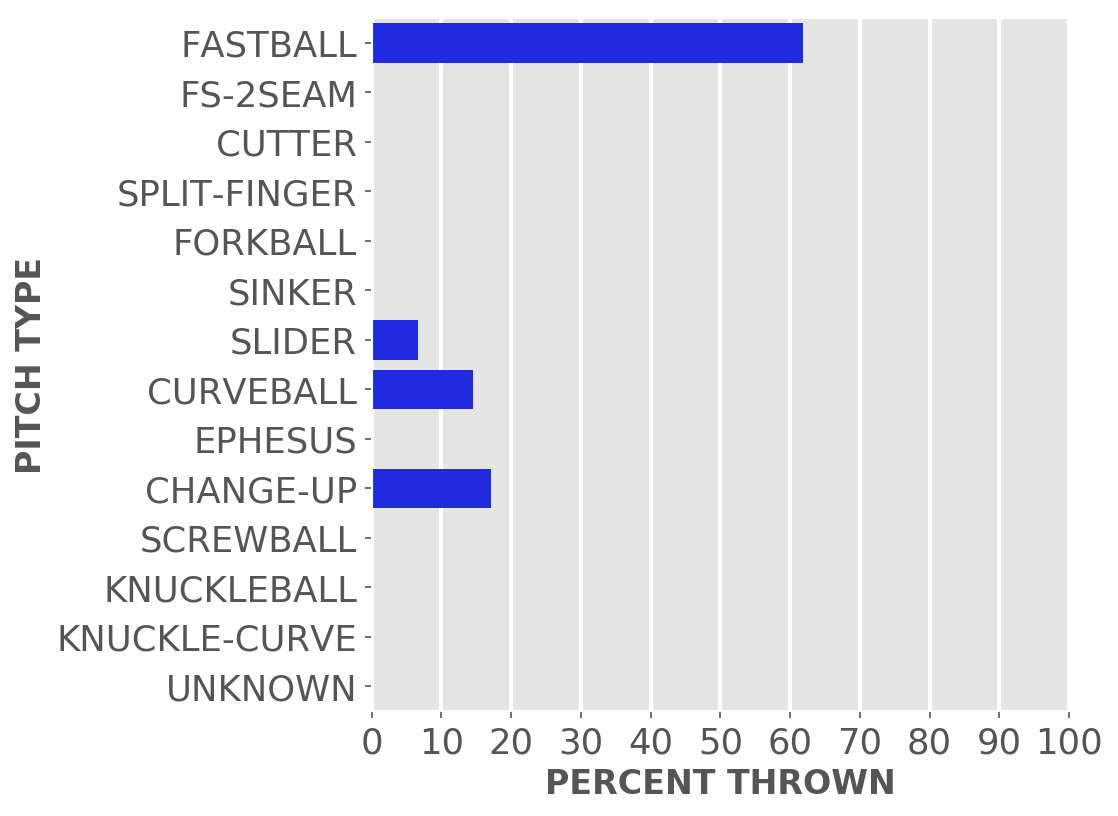 FASTBALL
FS-2SEAM
CUTTER
SPLIT-FINGER
FORKBALL
SINKER
SLIDER
CURVEBALL
EPHESUS
CHANGE-UP
SCREWBALL
KNUCKLEBALL
KNUCKLE-CURVE
UNKNOWN
PITCH TYPE
0 10 20 30 40 50 60 70 80 90 100
PERCENT THROWN